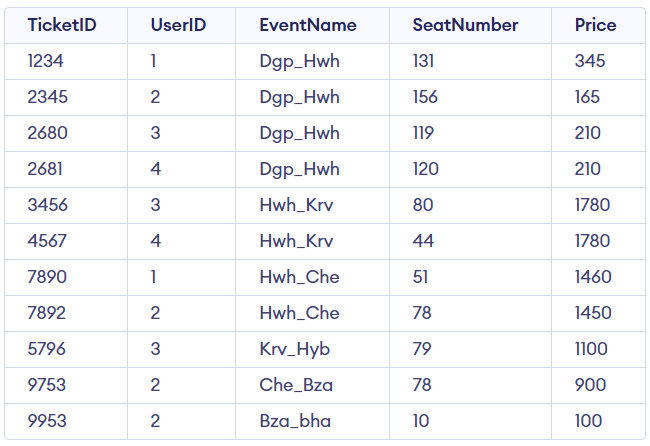 TicketID UserID EventName SeatNumber Price
1234 1 Dgp_Hwh 131 345
2345 2 Dgp_Hwh 156 165
2680 3 Dgp_Hwh 119 210
2681 4 Dgp_Hwh 120 210
3456 3 Hwh_Krv 80 1780
4567 4 Hwh_Krv 44 1780
7890 1 Hwh_Che 51 1460
7892 2 Hwh_Che 78 1450
5796 3 Krv_Hyb 79 1100
9753 2 Che_Bza 78 900
9953 2 Bza_bha 10 100